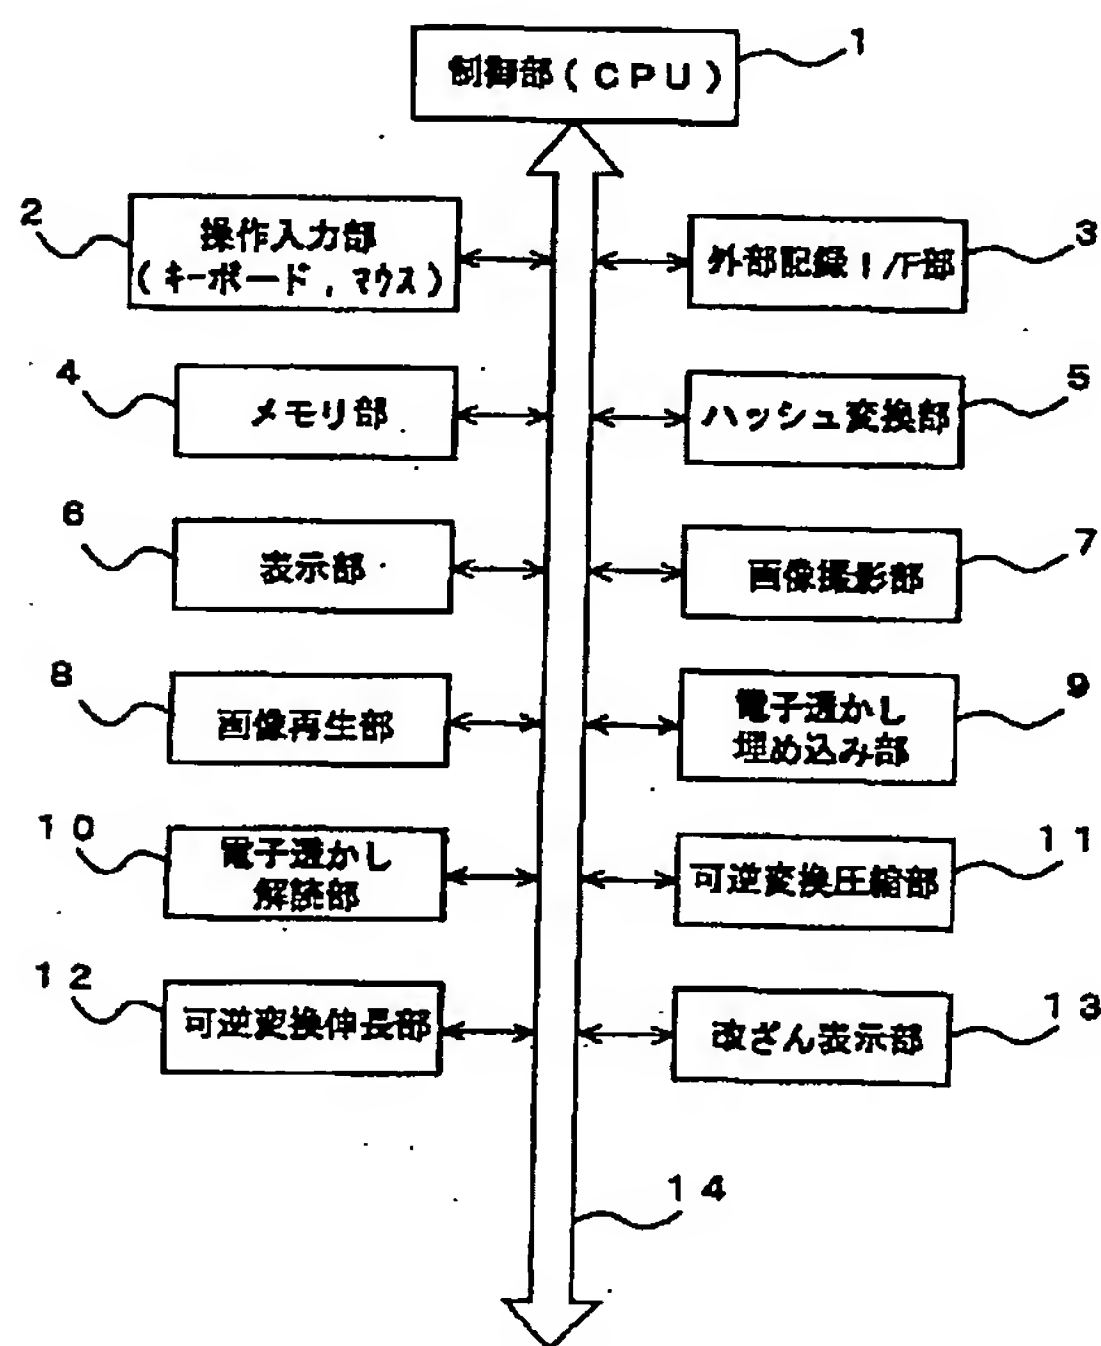 制御部(CPU)
1
2
操作入力部
(キーボード,マウス)
3
外部記録I/F部
4
メモリ部
5
ハッシュ変換部
6
表示部
7
画像撮影部
8
画像再生部
9
電子透かし
埋め込み部
10
電子透かし
解読部
11
可逆変換圧縮部
12
可逆変換伸長部
13
改ざん表示部
14